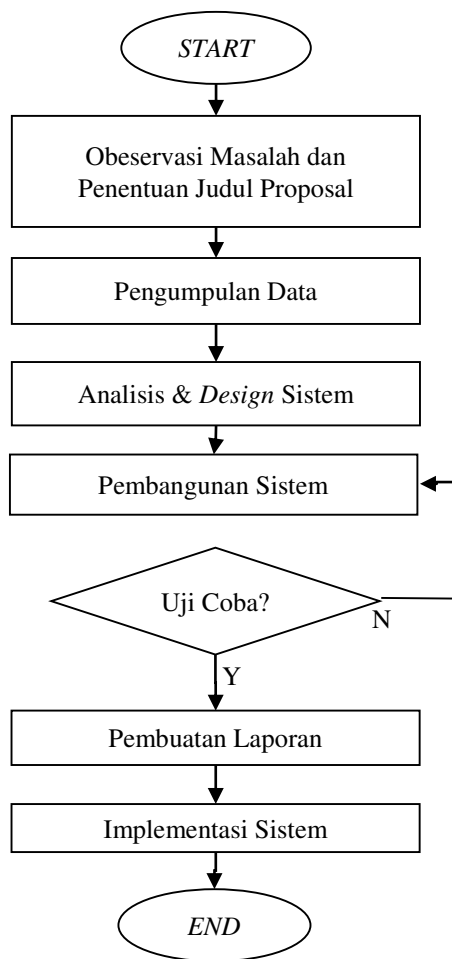 START
Obeservasi Masalah dan
Penentuan Judul Proposal
Pengumpulan Data
Analisis & Design Sistem
Pembangunan Sistem
Uji Coba?
N
Y
Pembuatan Laporan
Implementasi Sistem
END